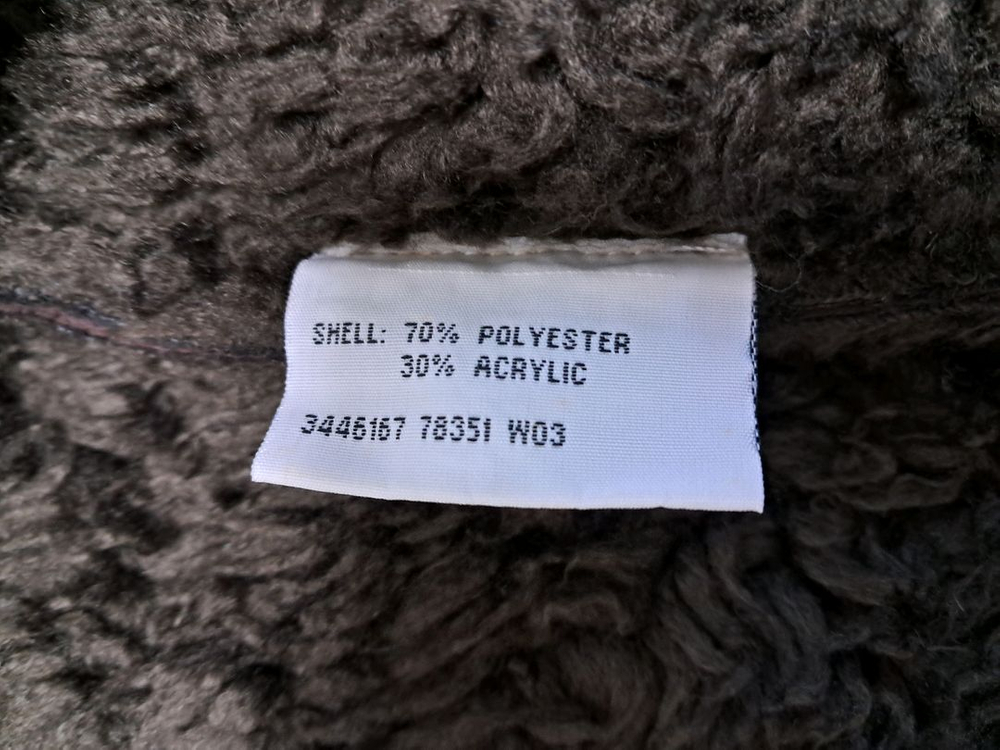 SHELL: 70% POLYESTER
30% ACRYLIC
3446167 78351 W03